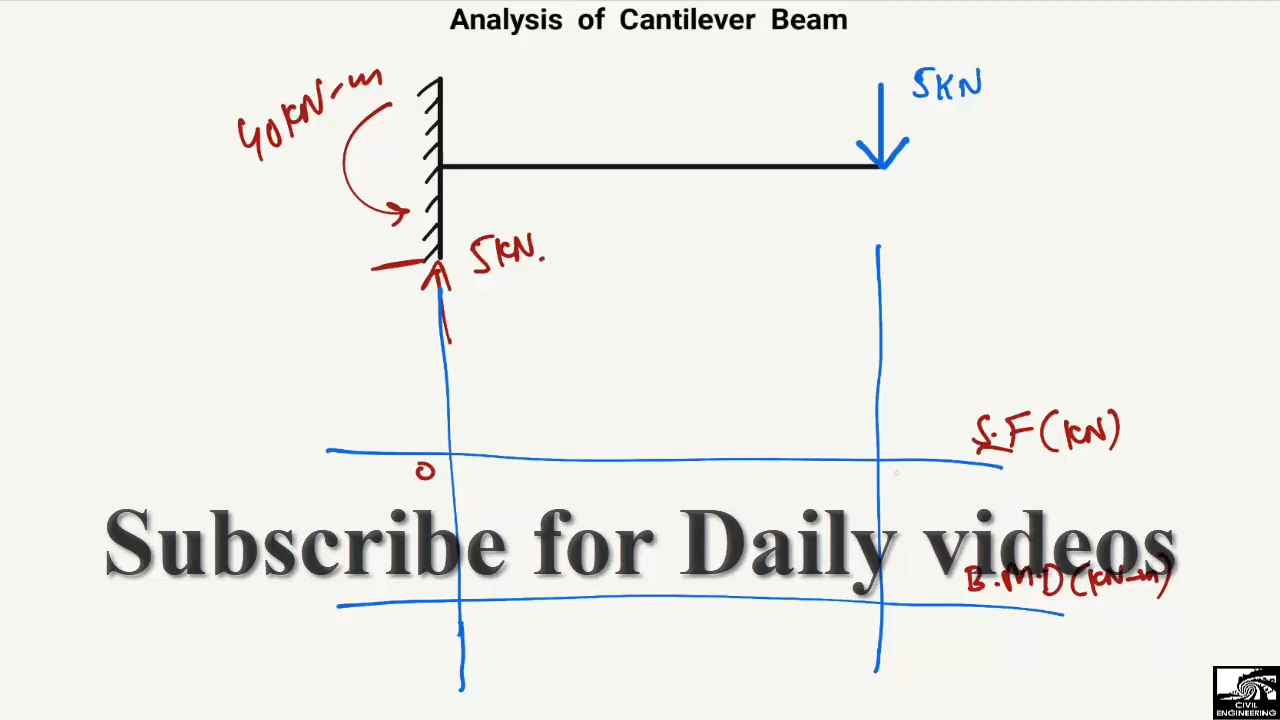 Analysis of Cantilever Beam
40KN-m
5KN
5KN.
S.F(KN)
0
Subscribe for Daily videos
B.M.D(KN-m)
CIVIL
ENGINEERING